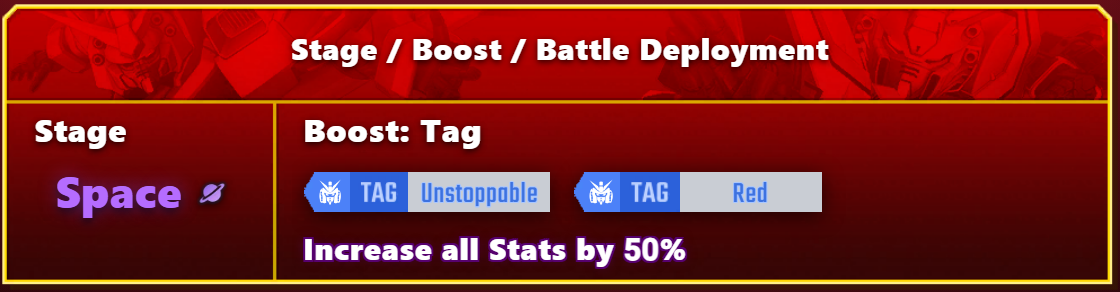 Stage / Boost / Battle Deployment
Stage
Space
Boost: Tag
TAG Unstoppable TAG Red
Increase all Stats by 50%